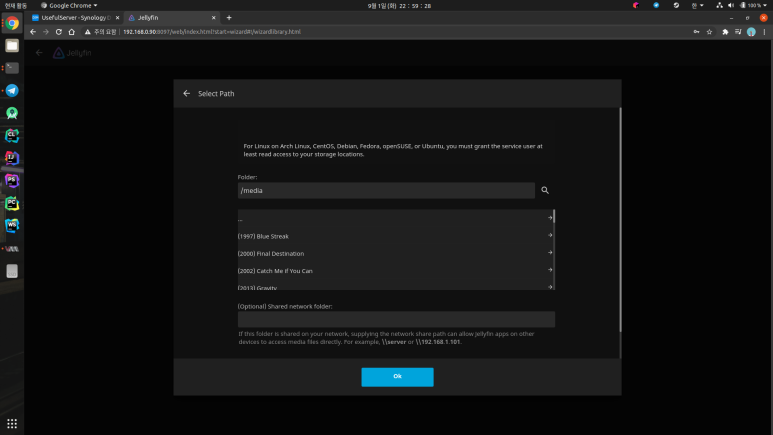 현재 활동
Google Chrome
9월 1일 (화) 22 : 59 : 28
한
100 %
UsefulServer - Synology
Jellyfin
주의 요함
192.168.0.90:8097/web/index.html?start=wizard#!/wizardlibrary.html
Jellyfin
Select Path
For Linux on Arch Linux, CentOS, Debian, Fedora, openSUSE, or Ubuntu, you must grant the service user at
least read access to your storage locations.
Folder:
/media
...
(1997) Blue Streak
(2000) Final Destination
(2002) Catch Me If You Can
(2013) Gravity
(Optional) Shared network folder:
If this folder is shared on your network, supplying the network share path can allow Jellyfin apps on other
devices to access media files directly. For example, \\server or \\192.168.1.101.
Ok
CL
IJ
PS
PC
WS